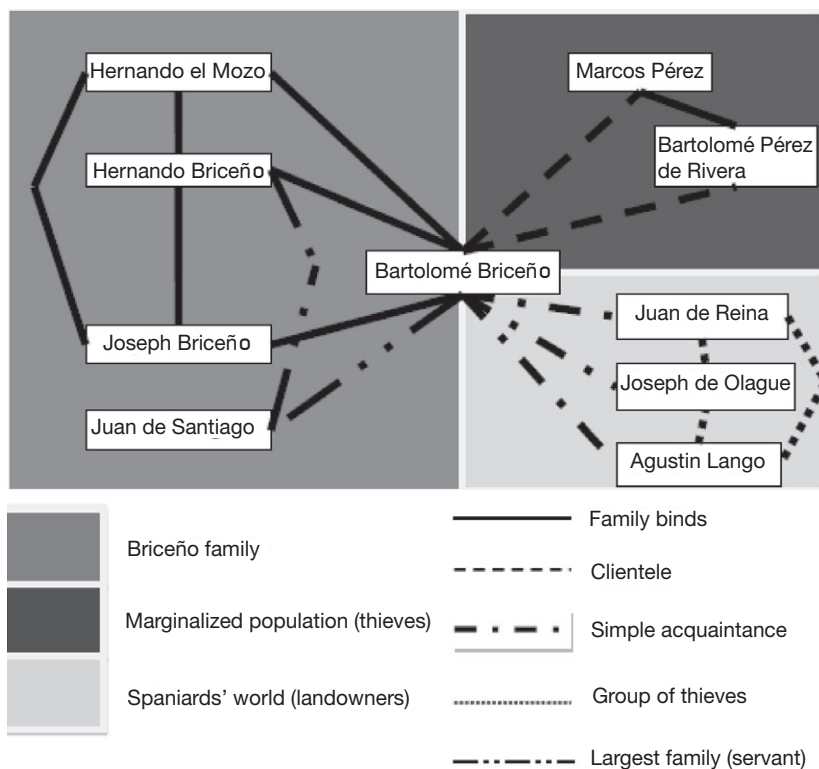 Hernando el Mozo
Hernando Briceño
Joseph Briceño
Juan de Santiago
Bartolomé Briceño
Marcos Pérez
Bartolomé Pérez
de Rivera
Juan de Reina
Joseph de Olague
Agustin Lango
Briceño family
Marginalized population (thieves)
Spaniards’ world (landowners)
Family binds
Clientele
Simple acquaintance
Group of thieves
Largest family (servant)